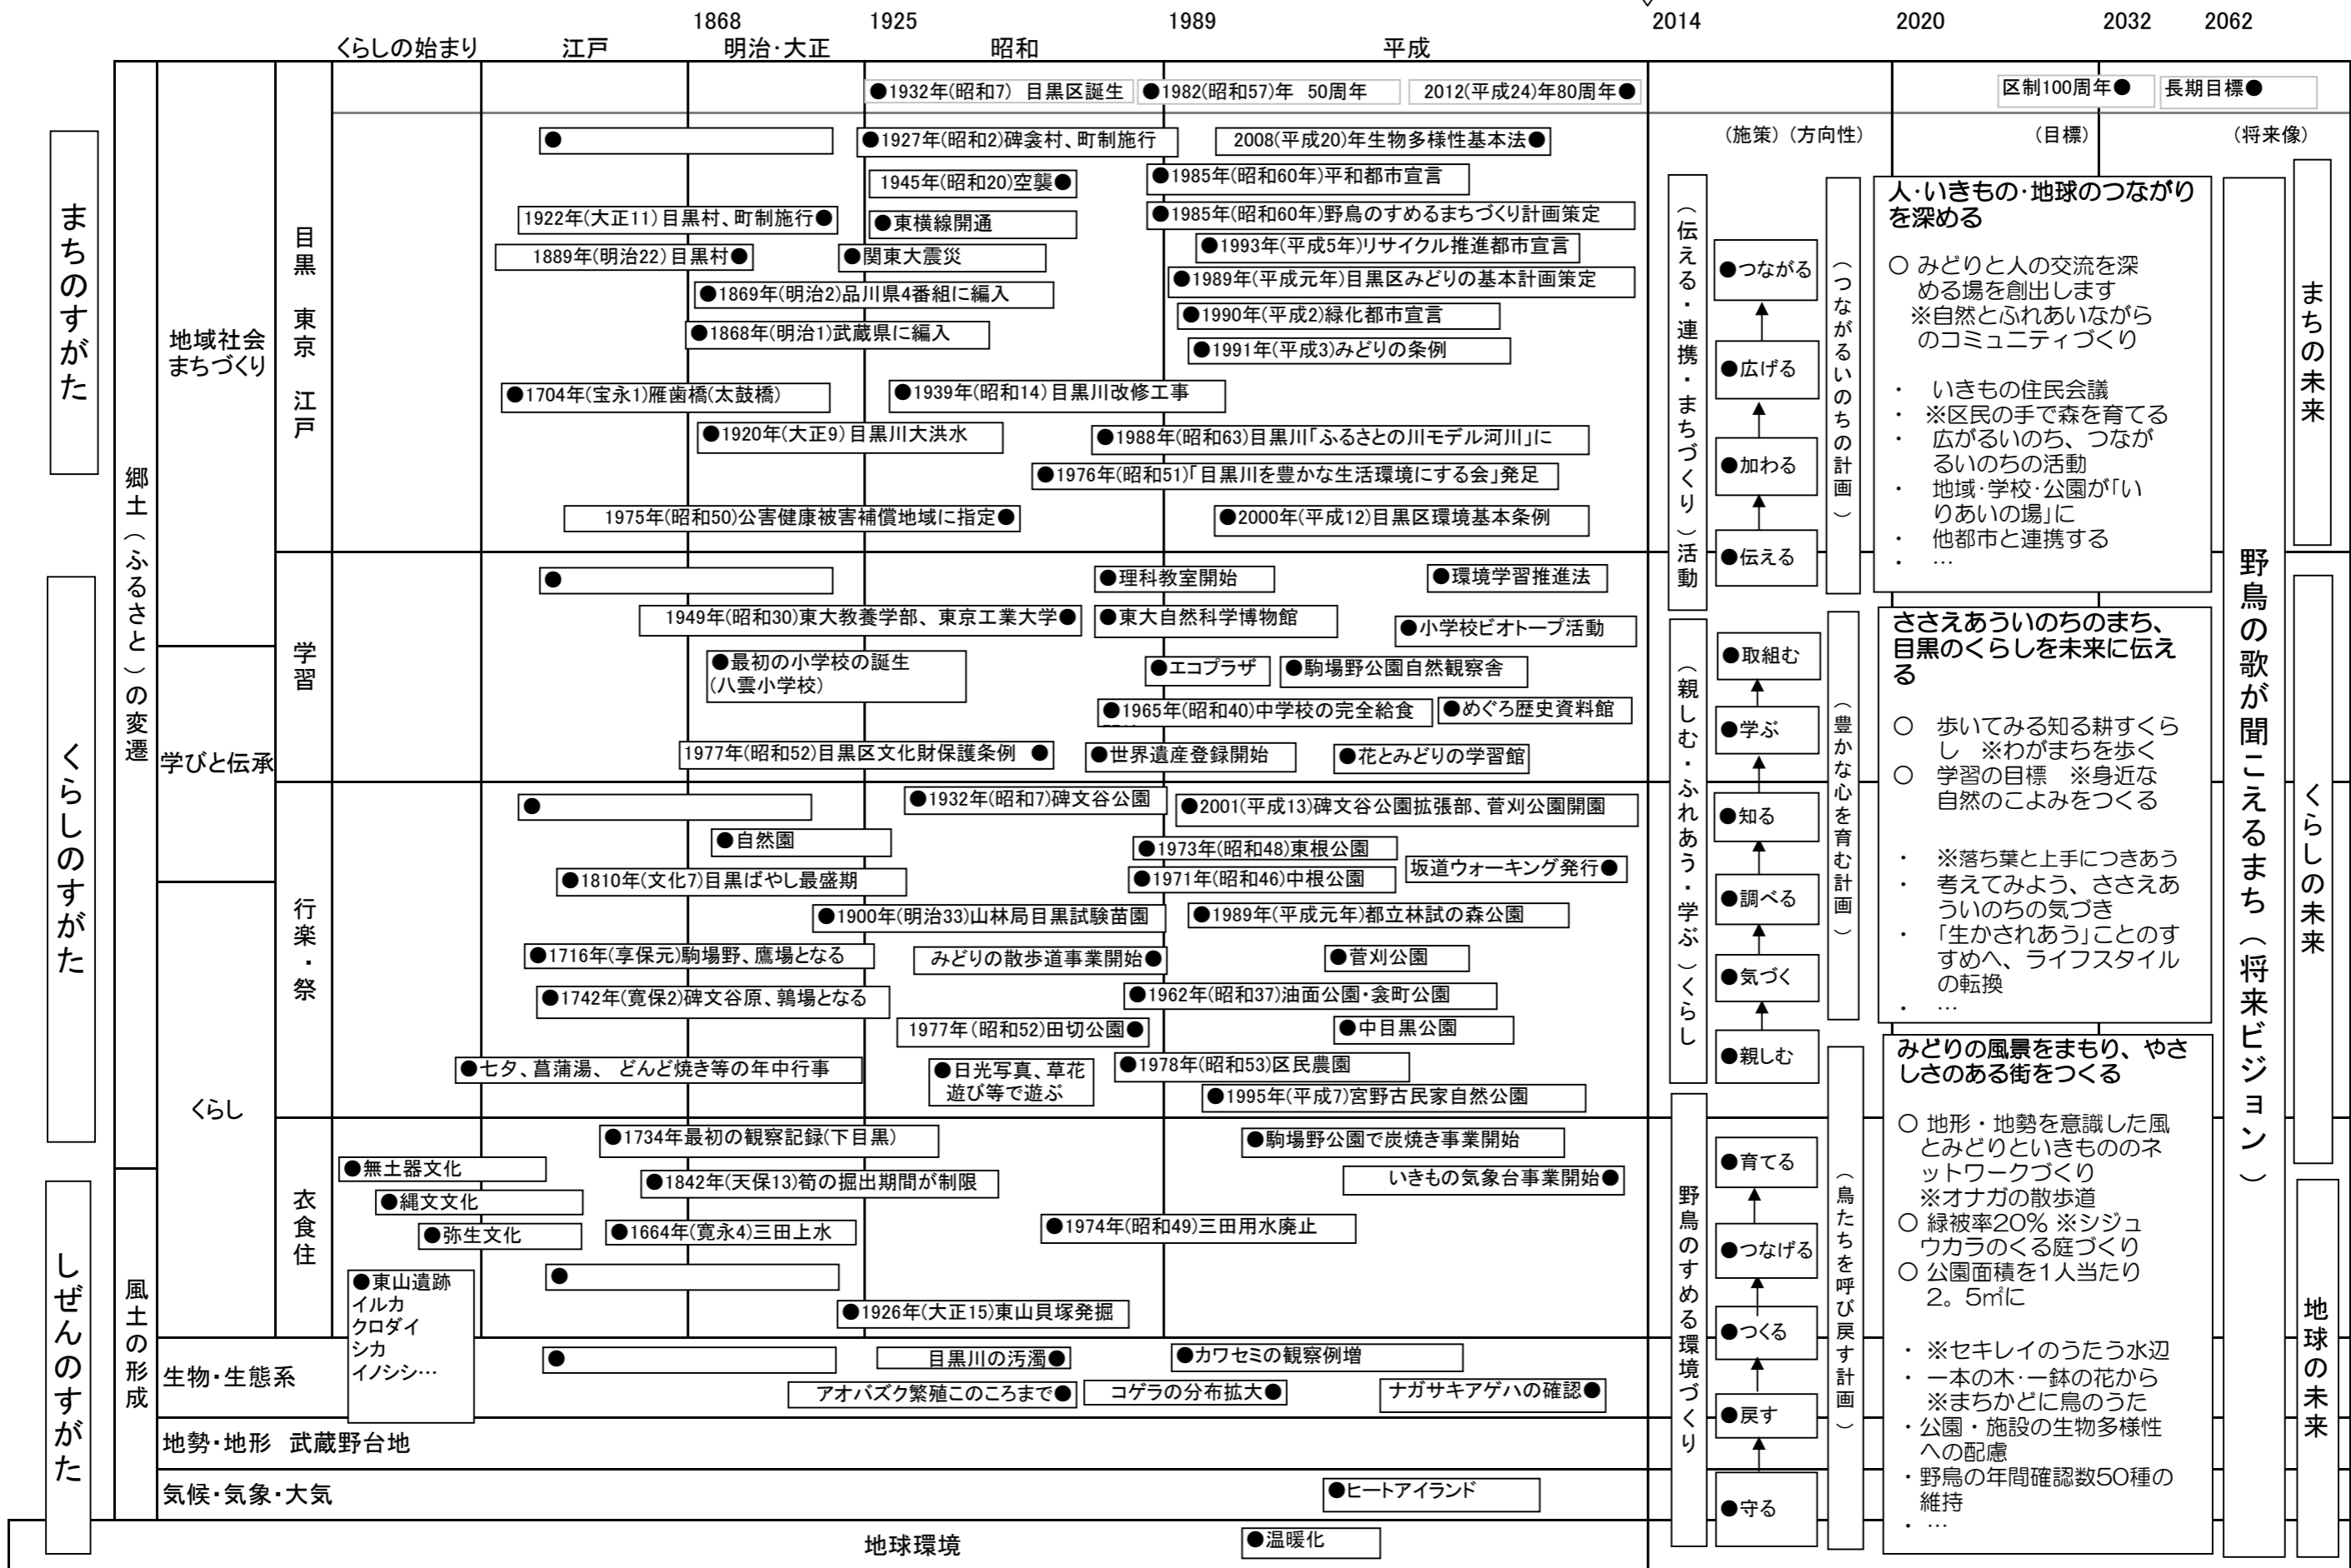 1868
1925
1989
2014
2020
2032
2062
くらしの始まり
江戸
明治・大正
昭和
平成
●1932年(昭和7) 目黒区誕生
●1982(昭和57)年 50周年
2012(平成24)年80周年●
区制100周年●
長期目標●
(施策)
(方向性)
(目標)
(将来像)
まちのすがた
くらしのすがた
しぜんのすがた
郷土(ふるさと)の変遷
風土の形成
地域社会
まちづくり
学びと伝承
くらし
目黒 東京 江戸
学習
行楽・祭
衣食住
●
●1927年(昭和2)碑衾村、町制施行
2008(平成20)年生物多様性基本法●
1945年(昭和20)空襲●
●1985年(昭和60年)平和都市宣言
1922年(大正11)目黒村、町制施行●
●東横線開通
●1985年(昭和60年)野鳥のすめるまちづくり計画策定
1889年(明治22)目黒村●
●関東大震災
●1993年(平成5年)リサイクル推進都市宣言
●1869年(明治2)品川県4番組に編入
●1989年(平成元年)目黒区みどりの基本計画策定
●1868年(明治1)武蔵県に編入
●1990年(平成2)緑化都市宣言
●1991年(平成3)みどりの条例
●1704年(宝永1)雁歯橋(太鼓橋)
●1939年(昭和14)目黒川改修工事
●1920年(大正9)目黒川大洪水
●1988年(昭和63)目黒川「ふるさとの川モデル河川」に
●1976年(昭和51)「目黒川を豊かな生活環境にする会」発足
1975年(昭和50)公害健康被害補償地域に指定●
●2000年(平成12)目黒区環境基本条例
●
●理科教室開始
●環境学習推進法
1949年(昭和30)東大教養学部、東京工業大学●
●東大自然科学博物館
●小学校ビオトープ活動
●最初の小学校の誕生
(八雲小学校)
●エコプラザ
●駒場野公園自然観察舎
●1965年(昭和40)中学校の完全給食
●めぐろ歴史資料館
1977年(昭和52)目黒区文化財保護条例 ●
●世界遺産登録開始
●花とみどりの学習館
●
●1932年(昭和7)碑文谷公園
●2001(平成13)碑文谷公園拡張部、菅刈公園開園
●自然園
●1973年(昭和48)東根公園
坂道ウォーキング発行●
●1810年(文化7)目黒ばやし最盛期
●1971年(昭和46)中根公園
●1900年(明治33)山林局目黒試験苗園
●1989年(平成元年)都立林試の森公園
●1716年(享保元)駒場野、鷹場となる
みどりの散歩道事業開始●
●菅刈公園
●1742年(寛保2)碑文谷原、鶉場となる
●1962年(昭和37)油面公園・衾町公園
1977年(昭和52)田切公園●
●中目黒公園
●七夕、菖蒲湯、どんど焼き等の年中行事
●日光写真、草花
遊び等で遊ぶ
●1978年(昭和53)区民農園
●1995年(平成7)宮野古民家自然公園
●1734年最初の観察記録(下目黒)
●駒場野公園で炭焼き事業開始
●無土器文化
●1842年(天保13)筍の掘出期間が制限
いきもの気象台事業開始●
●縄文文化
●弥生文化
●1664年(寛永4)三田上水
●1974年(昭和49)三田用水廃止
●
●東山遺跡
イルカ
クロダイ
シカ
イノシシ…
●1926年(大正15)東山貝塚発掘
生物・生態系
●
目黒川の汚濁●
●カワセミの観察例増
アオバズク繁殖このころまで●
コゲラの分布拡大●
ナガサキアゲハの確認●
地勢・地形 武蔵野台地
気候・気象・大気
●ヒートアイランド
地球環境
●温暖化
(伝える・連携・まちづくり)活動
●つながる
●広げる
●加わる
●伝える
(つながるいのちの計画)
(親しむ・ふれあう・学ぶ)くらし
●取組む
●学ぶ
●知る
●調べる
●気づく
●親しむ
(豊かな心を育む計画)
野鳥のすめる環境づくり
●育てる
●つなげる
●つくる
●戻す
●守る
(鳥たちを呼び戻す計画)
人・いきもの・地球のつながり
を深める
○ みどりと人の交流を深
める場を創出します
※自然とふれあいながら
のコミュニティづくり
・ いきもの住民会議
・ ※区民の手で森を育てる
・ 広がるいのち、つなが
るいのちの活動
・ 地域・学校・公園が「い
りあいの場」に
・ 他都市と連携する
・ …
ささえあういのちのまち、
目黒のくらしを未来に伝え
る
○ 歩いてみる知る耕すくら
し ※わがまちを歩く
○ 学習の目標 ※身近な
自然のこよみをつくる
・ ※落ち葉と上手につきあう
・ 考えてみよう、ささえあ
ういのちの気づき
・ 「生かされあう」ことのす
すめへ、ライフスタイル
の転換
・ …
みどりの風景をまもり、やさ
しさのある街をつくる
○ 地形・地勢を意識した風
とみどりといきもののネ
ットワークづくり
※オナガの散歩道
○ 緑被率20% ※シジュ
ウカラのくる庭づくり
○ 公園面積を1人当たり
2。5㎡に
・ ※セキレイのうたう水辺
・ 一本の木・一鉢の花から
※まちかどに鳥のうた
・公園・施設の生物多様性
への配慮
・野鳥の年間確認数50種の
維持
・ …
野鳥の歌が聞こえるまち(将来ビジョン)
まちの未来
くらしの未来
地球の未来